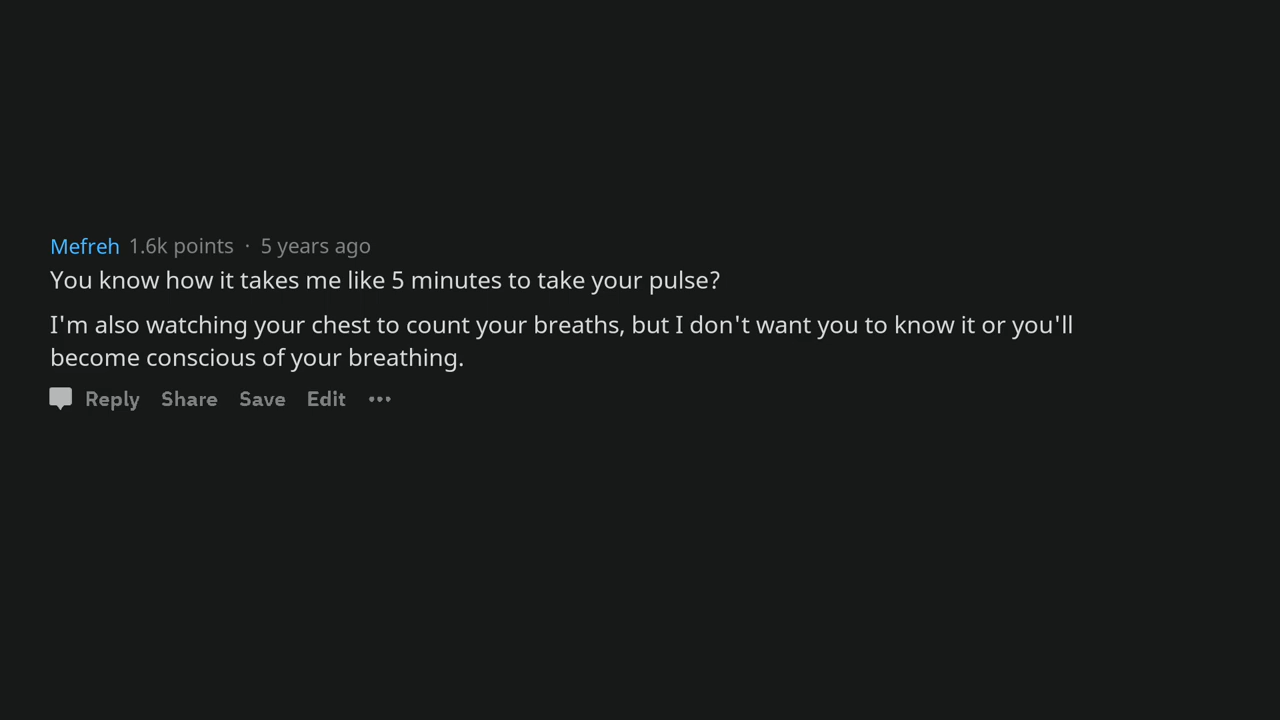 Mefreh 1.6k points · 5 years ago
You know how it takes me like 5 minutes to take your pulse?
I'm also watching your chest to count your breaths, but I don't want you to know it or you'll
become conscious of your breathing.
Reply Share Save Edit •••